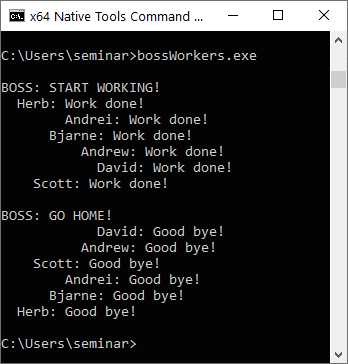 x64 Native Tools Command ...
C:\Users\seminar>bossWorkers.exe
BOSS: START WORKING!
Herb: Work done!
Andrei: Work done!
Bjarne: Work done!
Andrew: Work done!
David: Work done!
Scott: Work done!
BOSS: GO HOME!
David: Good bye!
Andrew: Good bye!
Scott: Good bye!
Andrei: Good bye!
Bjarne: Good bye!
Herb: Good bye!
C:\Users\seminar>